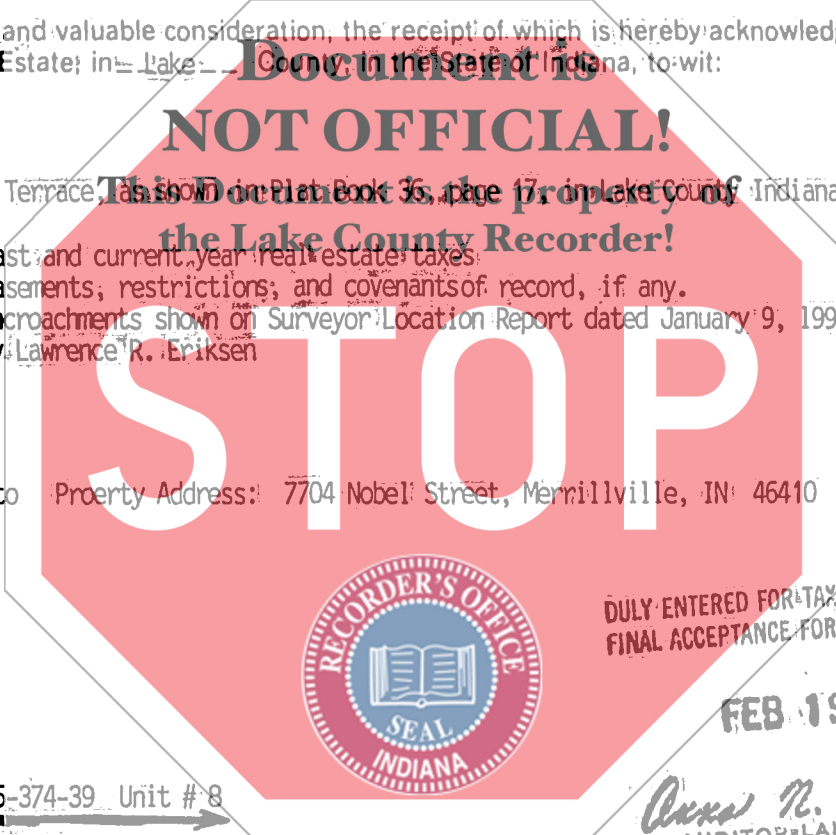 and valuable consideration, the receipt of which is hereby acknowled
Estate; in Lake County, in the State of Indiana, to wit:
Document is
NOT OFFICIAL!
Terrace, as shown in Plat Book 36, page 17, in Lake County Indiana
This Document is the property of
the Lake County Recorder!
ast and current year real estate taxes
asements, restrictions, and covenants of record, if any.
croachments shown on Surveyor Location Report dated January 9, 199
y Lawrence R. Eriksen
STOP
to Proerty Address: 7704 Nobel Street, Merrillville, IN 46410
RECORDER'S OFFICE
SEAL
INDIANA
DULY ENTERED FOR TAX
FINAL ACCEPTANCE FOR
FEB 19
5-374-39 Unit # 8
Anna N.